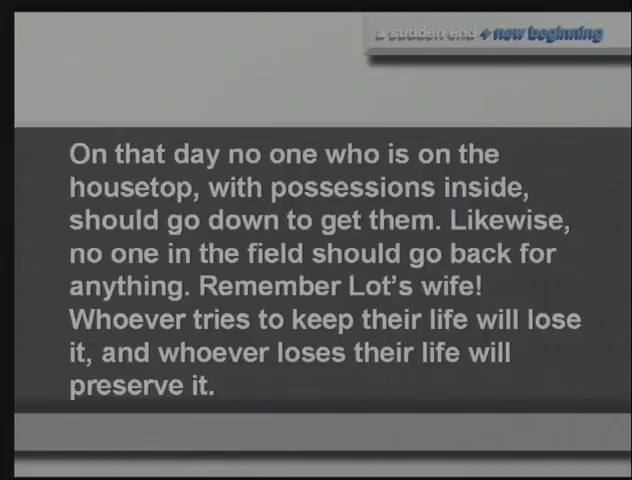 a sudden end + new beginning
On that day no one who is on the
housetop, with possessions inside,
should go down to get them. Likewise,
no one in the field should go back for
anything. Remember Lot’s wife!
Whoever tries to keep their life will lose
it, and whoever loses their life will
preserve it.